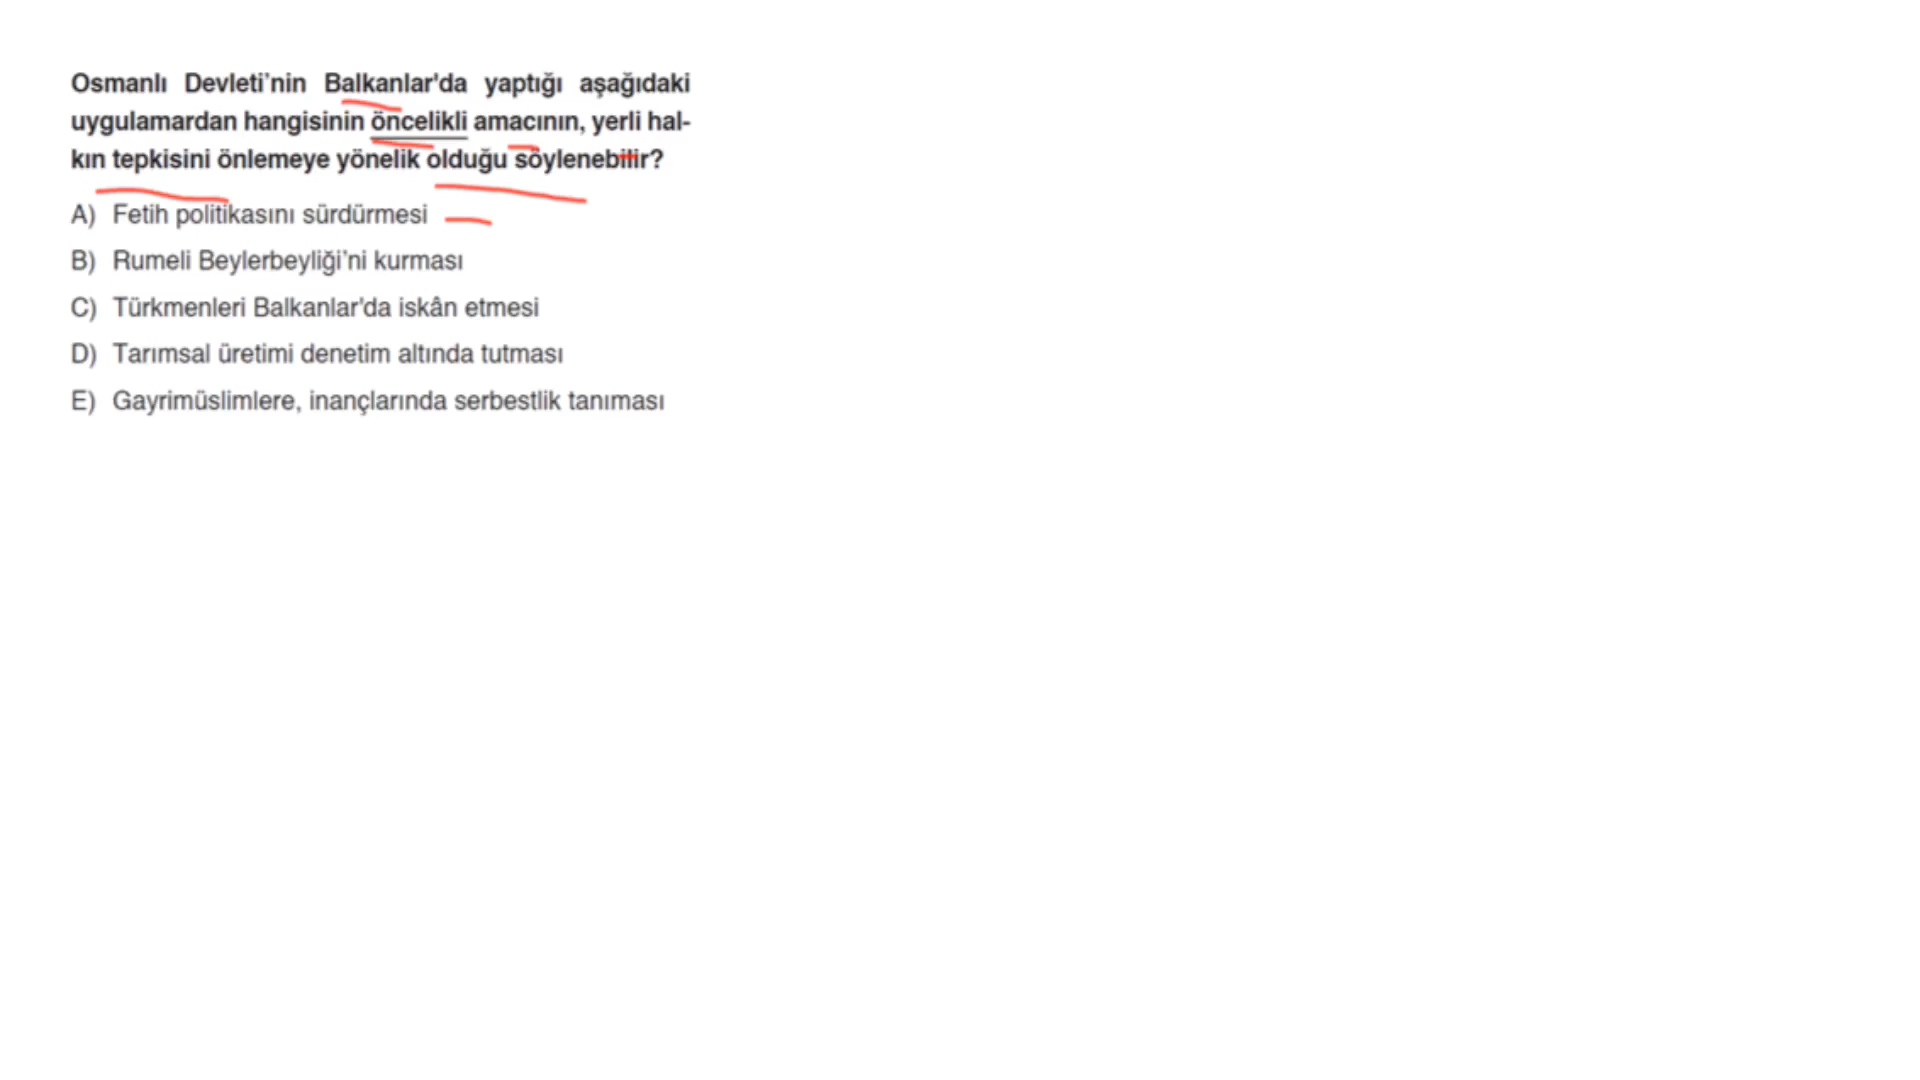 Osmanlı Devleti’nin Balkanlar'da yaptığı aşağıdaki
uygulamardan hangisinin öncelikli amacının, yerli hal-
kın tepkisini önlemeye yönelik olduğu söylenebilir?
A) Fetih politikasını sürdürmesi
B) Rumeli Beylerbeyliği’ni kurması
C) Türkmenleri Balkanlar'da iskân etmesi
D) Tarımsal üretimi denetim altında tutması
E) Gayrimüslimlere, inançlarında serbestlik tanıması